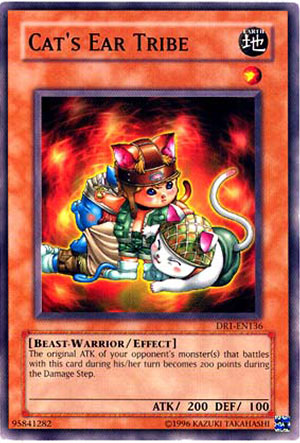 CAT'S EAR TRIBE
EARTH
地
DR1-EN136
[BEAST-WARRIOR / EFFECT]
The original ATK of your opponent's monster(s) that battles
with this card during his/her turn becomes 200 points during
the Damage Step.
ATK/ 200 DEF/ 100
95841282
©1996 KAZUKI TAKAHASHI